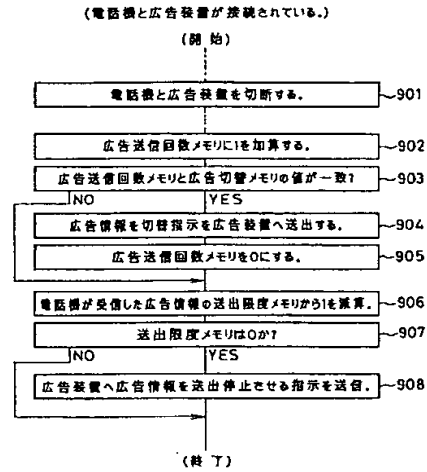 (電話機と広告装置が接続されている。)
(開始)
電話機と広告装置を切断する。 901
広告送信回数メモリに1を加算する。 902
広告送信回数メモリと広告切替メモリの値が一致? 903
NO YES
広告情報を切替指示を広告装置へ送出する。 904
広告送信回数メモリを0にする。 905
電話機が受信した広告情報の送出限度メモリから1を減算。 906
送出限度メモリは0か? 907
NO YES
広告装置へ広告情報を送出停止させる指示を送信。 908
(終了)